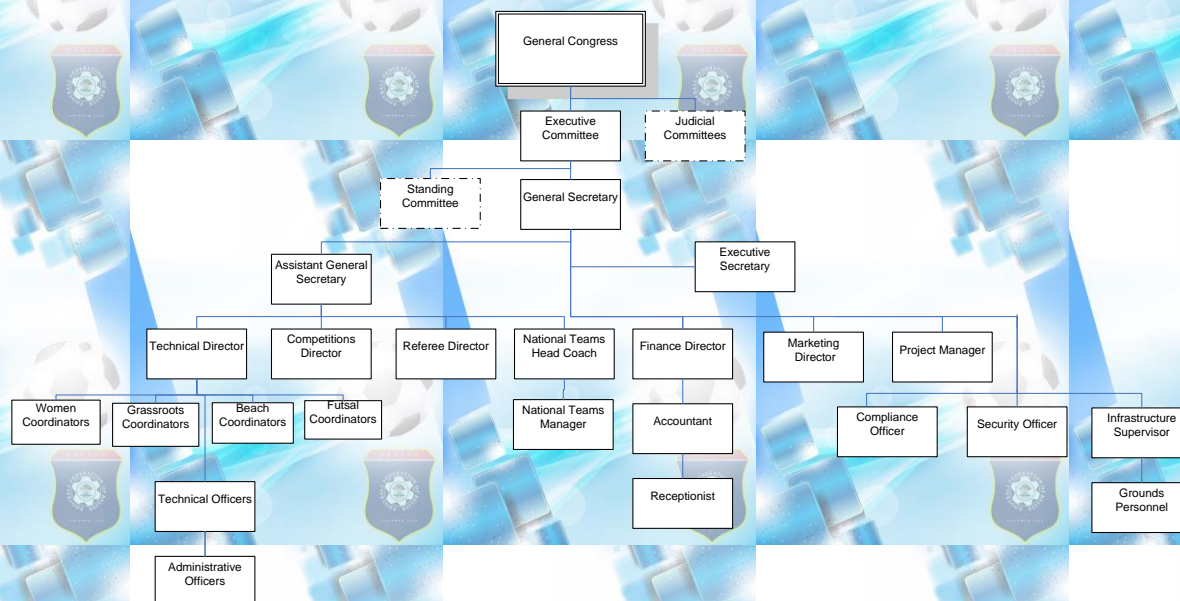 General Congress
Executive
Committee
Judicial
Committees
Standing
Committee
General Secretary
Executive
Secretary
Assistant General
Secretary
Technical Director
Competitions
Director
Referee Director
National Teams
Head Coach
Finance Director
Marketing
Director
Project Manager
Women
Coordinators
Grassroots
Coordinators
Beach
Coordinators
Futsal
Coordinators
National Teams
Manager
Accountant
Compliance
Officer
Security Officer
Infrastructure
Supervisor
Technical Officers
Receptionist
Grounds
Personnel
Administrative
Officers